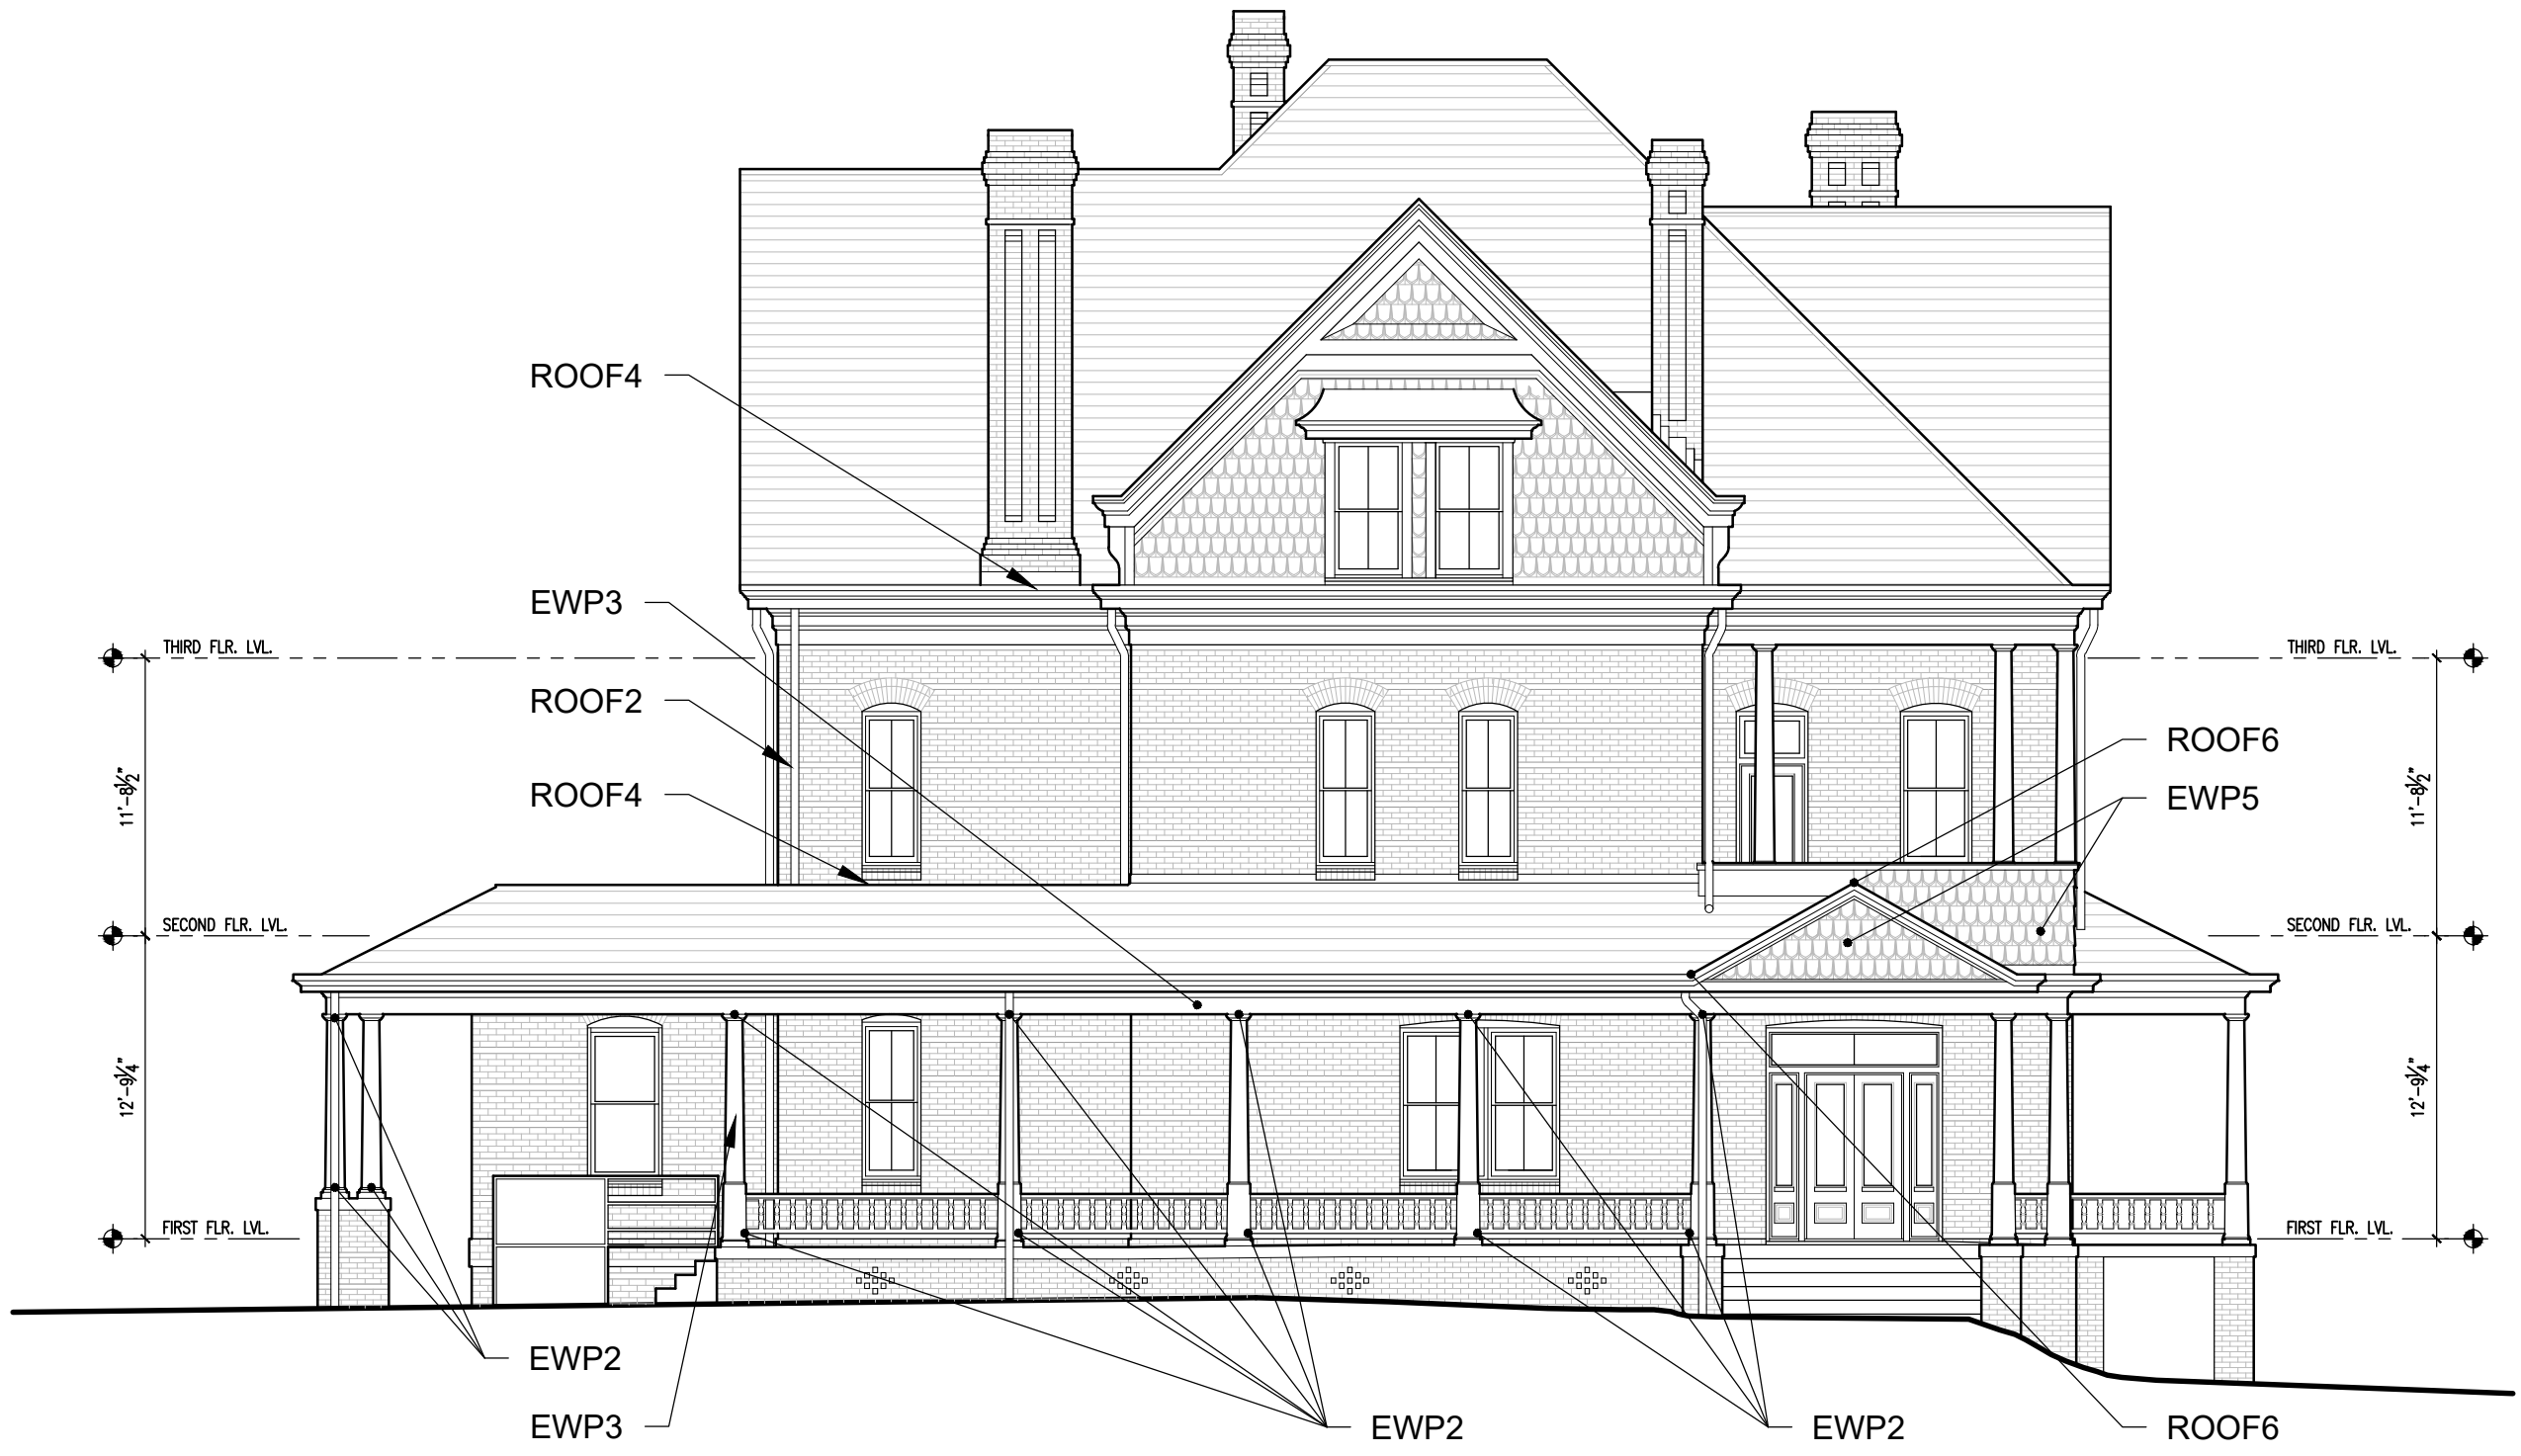 ROOF4
EWP3
THIRD FLR. LVL.
THIRD FLR. LVL.
ROOF2
ROOF6
11'-8½"
ROOF4
EWP5
11'-8½"
SECOND FLR. LVL.
SECOND FLR. LVL.
12'-9¼"
12'-9¼"
FIRST FLR. LVL.
FIRST FLR. LVL.
EWP2
EWP3
EWP2
EWP2
ROOF6